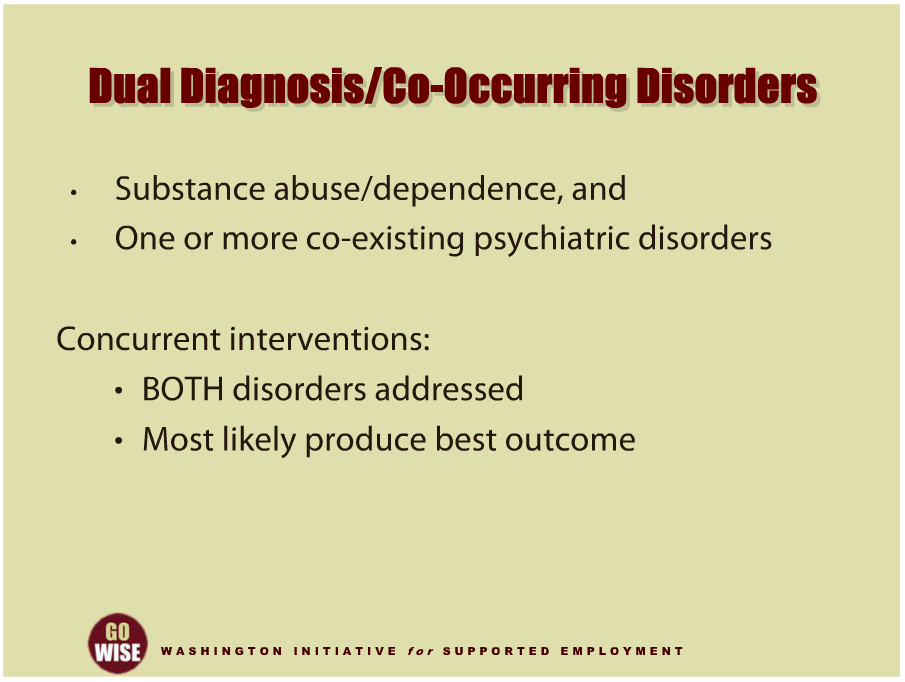 Dual Diagnosis/Co-Occurring Disorders
• Substance abuse/dependence, and
• One or more co-existing psychiatric disorders
Concurrent interventions:
• BOTH disorders addressed
• Most likely produce best outcome
GO
WISE
WASHINGTON INITIATIVE for SUPPORTED EMPLOYMENT